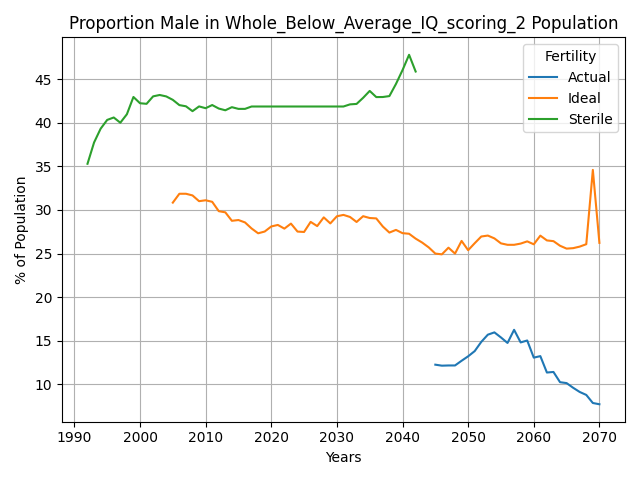 Proportion Male in Whole_Below_Average_IQ_scoring_2 Population
Fertility
Actual
Ideal
Sterile
% of Population
45
40
35
30
25
20
15
10
1990 2000 2010 2020 2030 2040 2050 2060 2070
Years